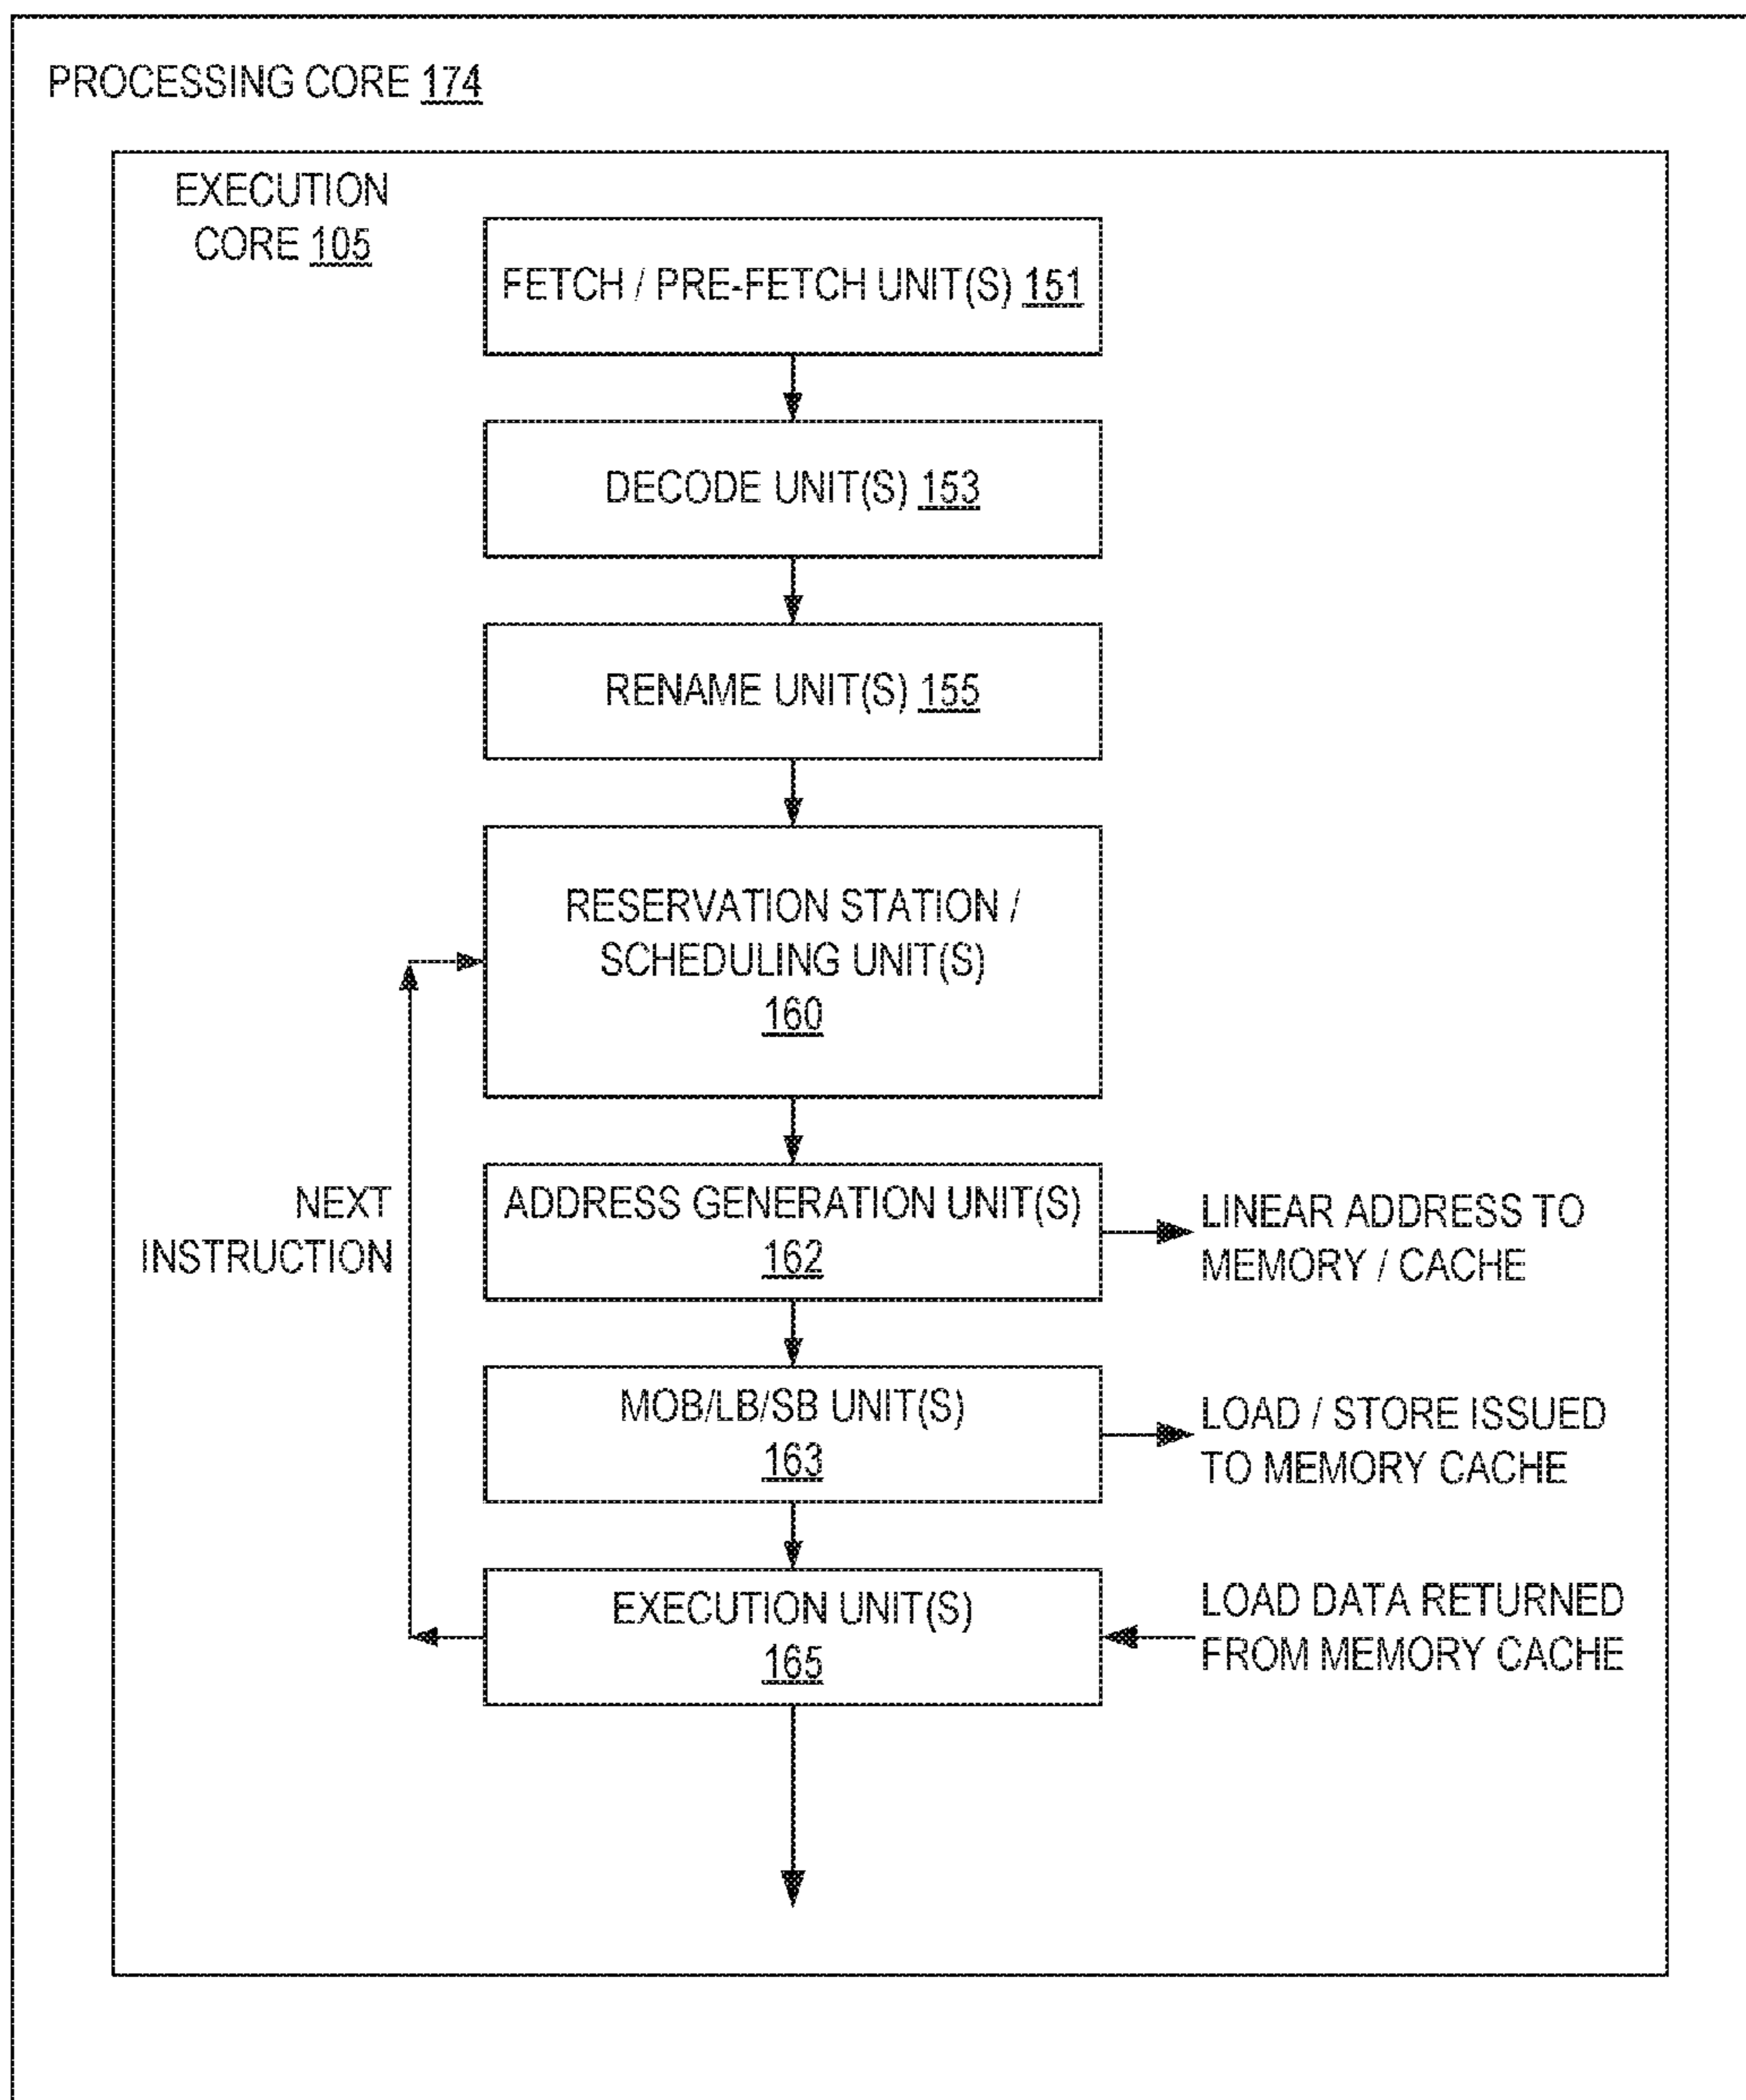 PROCESSING CORE 174
EXECUTION
CORE 105
FETCH / PRE-FETCH UNIT(S) 151
DECODE UNIT(S) 153
RENAME UNIT(S) 155
RESERVATION STATION /
SCHEDULING UNIT(S)
160
NEXT
INSTRUCTION
ADDRESS GENERATION UNIT(S)
162
LINEAR ADDRESS TO
MEMORY / CACHE
MOB/LB/SB UNIT(S)
163
LOAD / STORE ISSUED
TO MEMORY CACHE
EXECUTION UNIT(S)
165
LOAD DATA RETURNED
FROM MEMORY CACHE